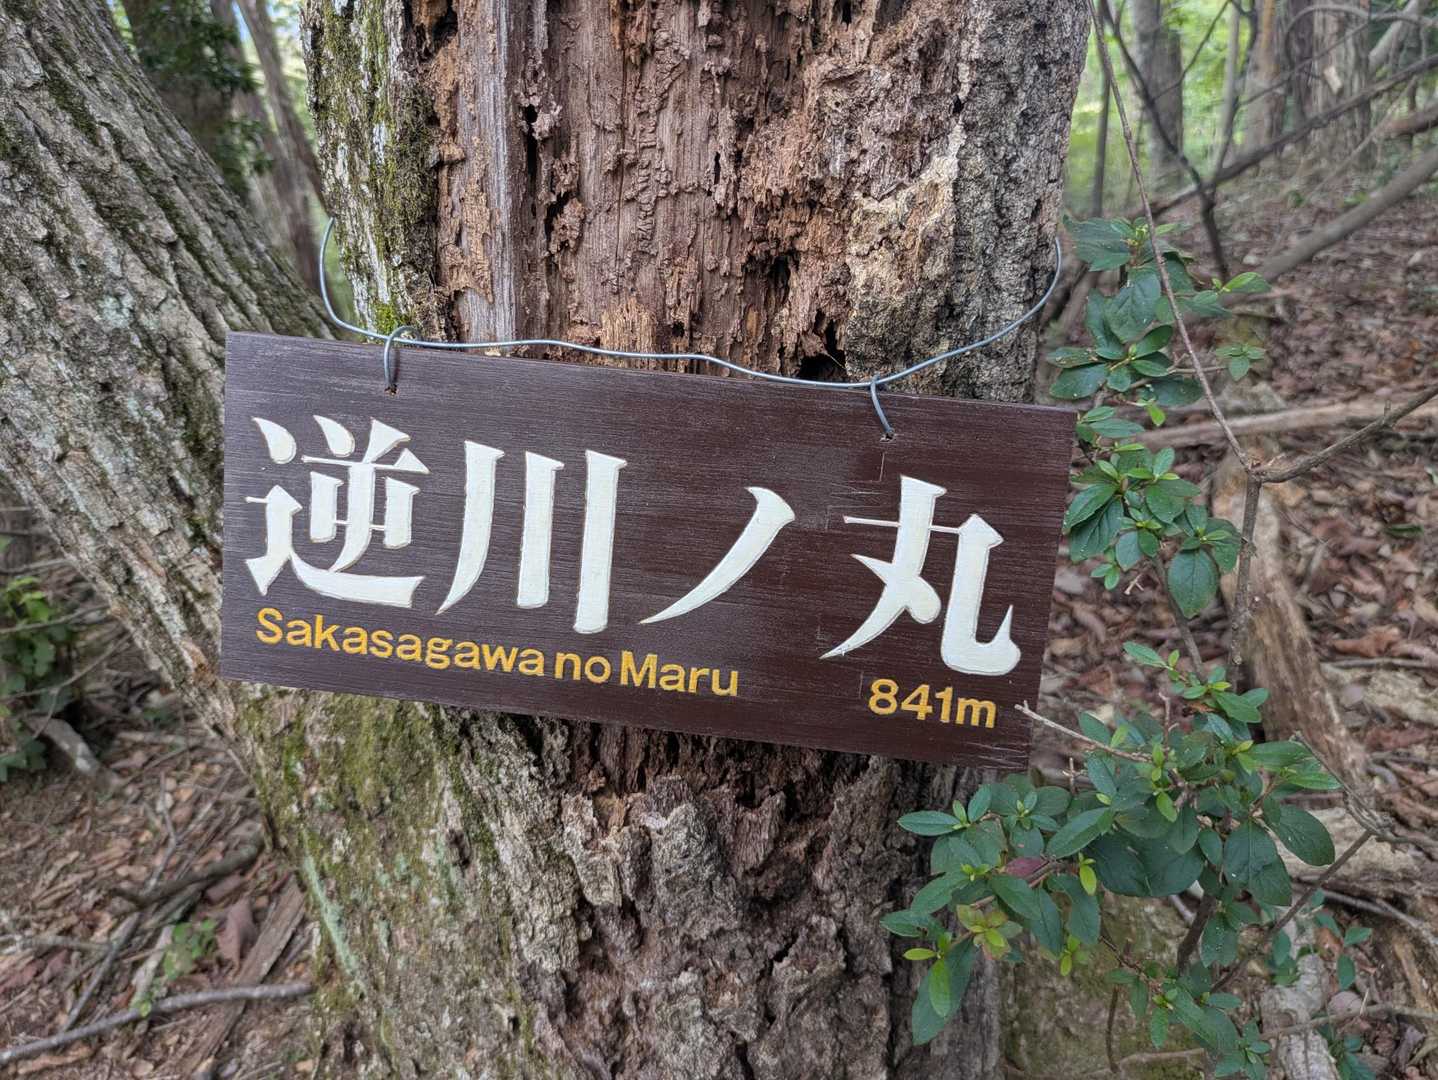 逆川ノ丸
Sakasagawa no Maru 841m